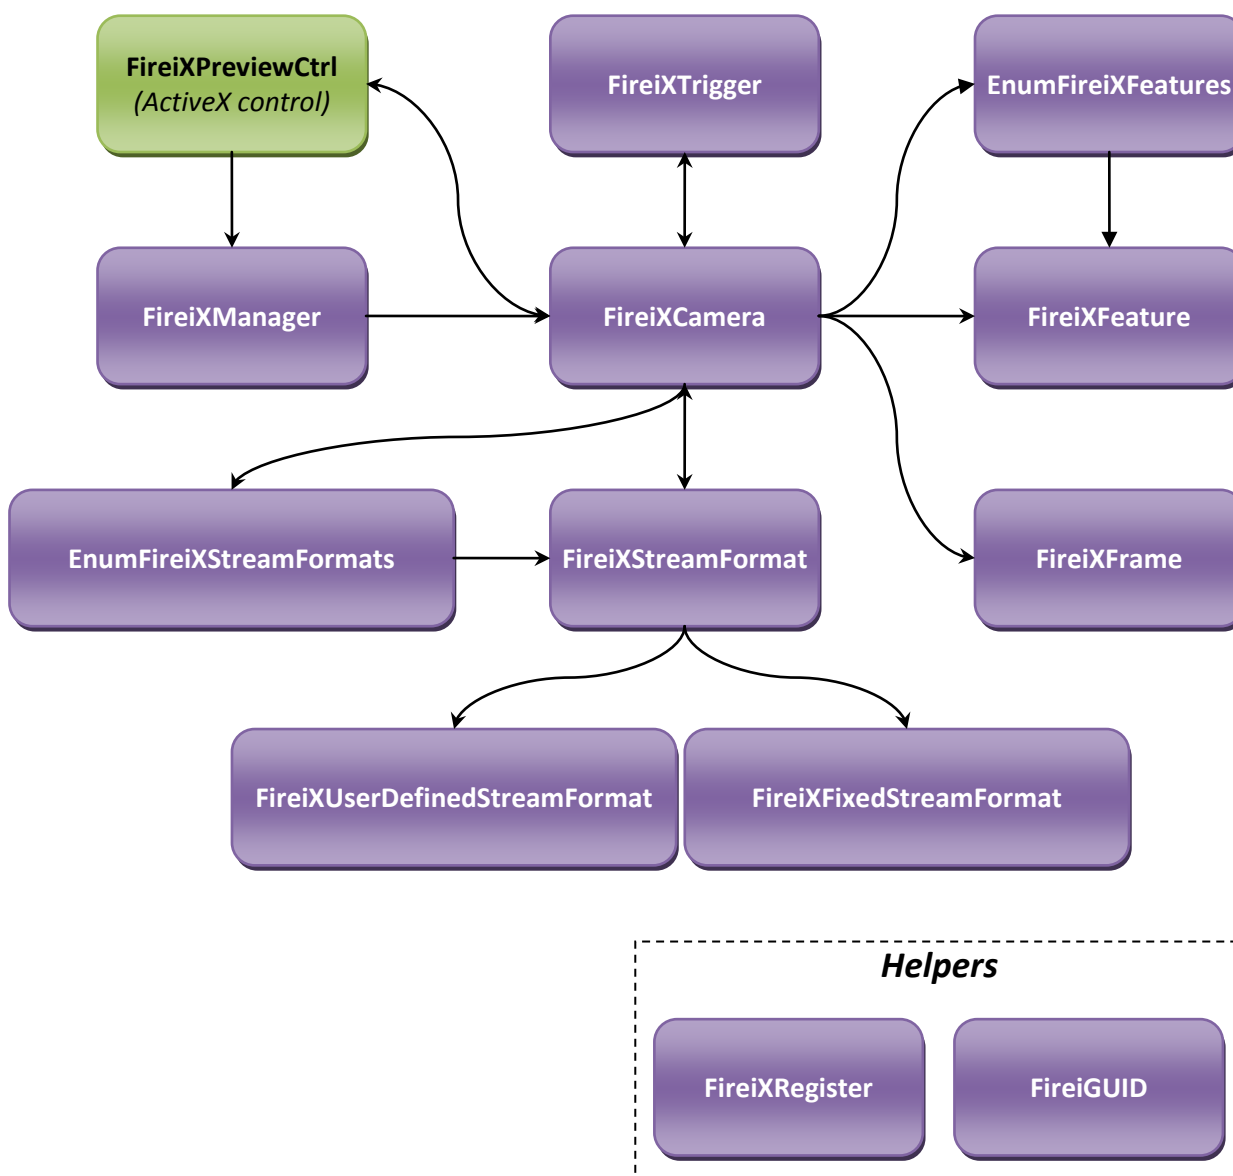 FireiXPreviewCtrl
(ActiveX control)
FireiXTrigger
EnumFireiXFeatures
FireiXManager
FireiXCamera
FireiXFeature
EnumFireiXStreamFormats
FireiXStreamFormat
FireiXFrame
FireiXUserDefinedStreamFormat
FireiXFixedStreamFormat
Helpers
FireiXRegister
FireiGUID